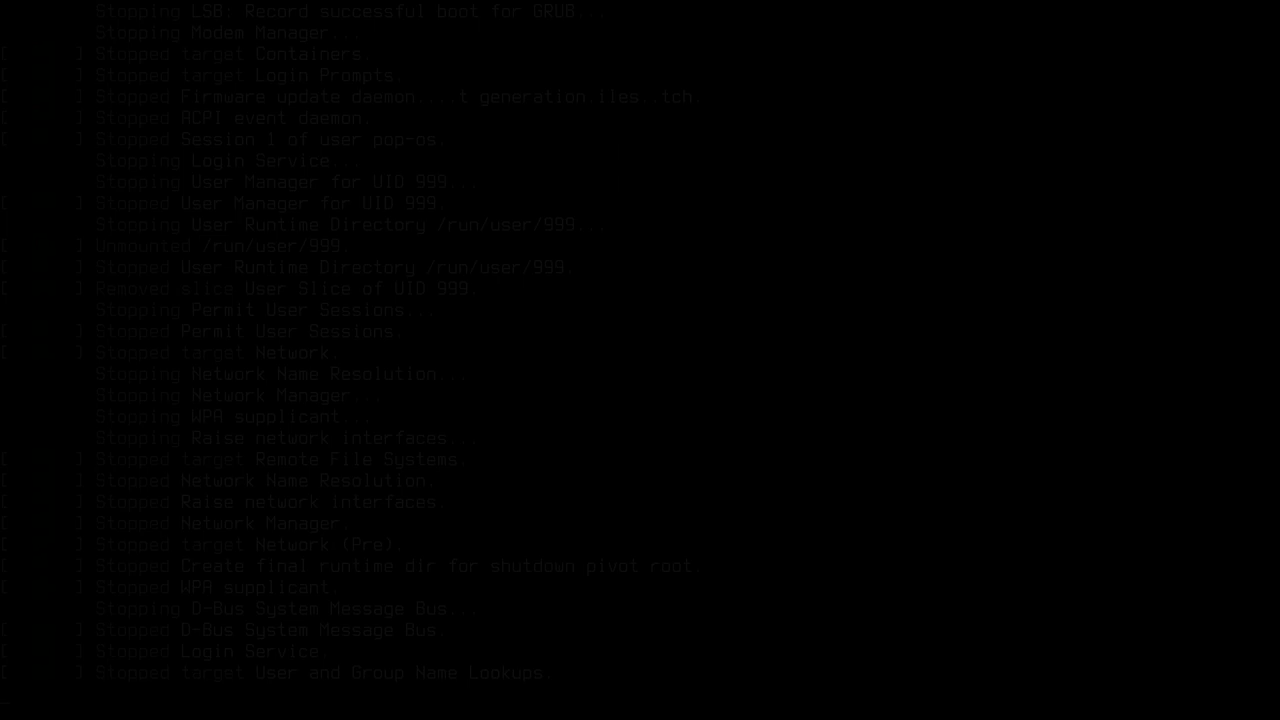 Stopping LSB: Record successful boot for GRUB...
Stopping Modem Manager...
[ ] Stopped target Containers.
[ ] Stopped target Login Prompts.
[ ] Stopped Firmware update daemon... t generation.iles..tch
[ ] Stopped ACPI event daemon.
[ ] Stopped Session 1 of user pop-os.
Stopping Login Service...
Stopping User Manager for UID 999...
[ ] Stopped User Manager for UID 999.
Stopping User Runtime Directory /run/user/999...
[ ] Unmounted /run/user/999.
[ ] Stopped User Runtime Directory /run/user/999.
[ ] Removed slice User Slice of UID 999.
Stopping Permit User Sessions...
[ ] Stopped Permit User Sessions.
[ ] Stopped target Network.
Stopping Network Name Resolution...
Stopping Network Manager...
Stopping WPA supplicant...
Stopping Raise network interfaces...
[ ] Stopped target Remote File Systems.
[ ] Stopped Network Name Resolution.
[ ] Stopped Raise network interfaces.
[ ] Stopped Network Manager.
[ ] Stopped target Network (Pre).
[ ] Stopped Create final runtime dir for shutdown pivot root.
[ ] Stopped WPA supplicant.
Stopping D-Bus System Message Bus...
[ ] Stopped D-Bus System Message Bus.
[ ] Stopped Login Service.
[ ] Stopped target User and Group Name Lookups.